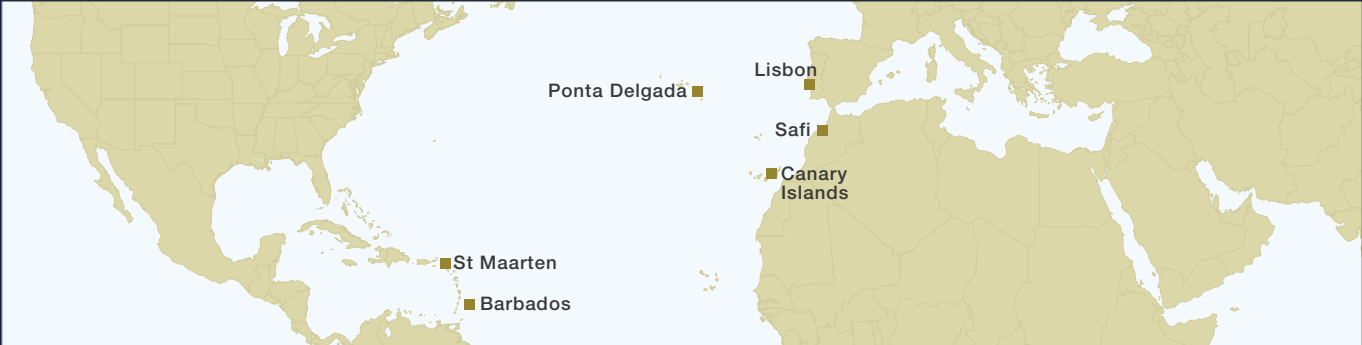 Lisbon
Ponta Delgada
Safi
Canary
Islands
St Maarten
Barbados